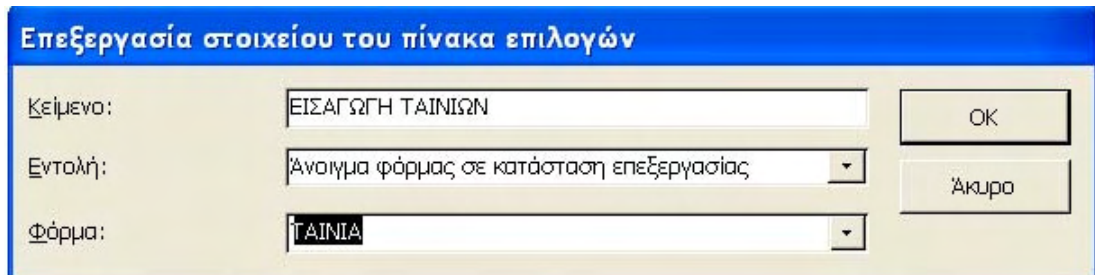 Επεξεργασία στοιχείου του πίνακα επιλογών
Κείμενο: ΕΙΣΑΓΩΓΗ ΤΑΙΝΙΩΝ OK
Εντολή: Άνοιγμα φόρμας σε κατάσταση επεξεργασίας Άκυρο
Φόρμα: ΤΑΙΝΙΑ